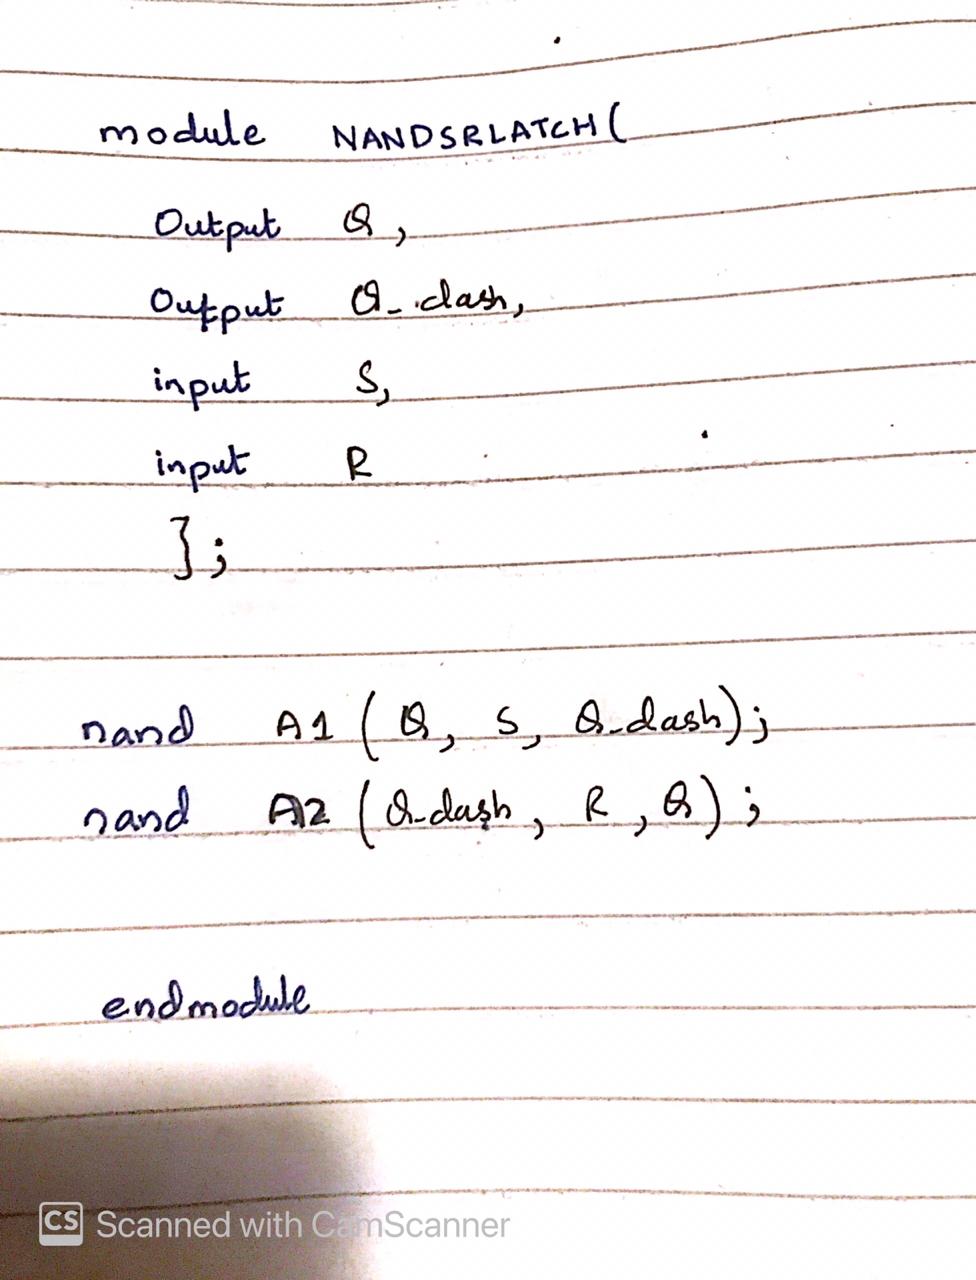 module NANDSRLATCH(
Output Q,
Output Q_dash,
input S,
input R
};
nand A1 (Q, S, Q_dash);
nand A2 (Q_dash, R, Q);
endmodule
CS Scanned with CamScanner